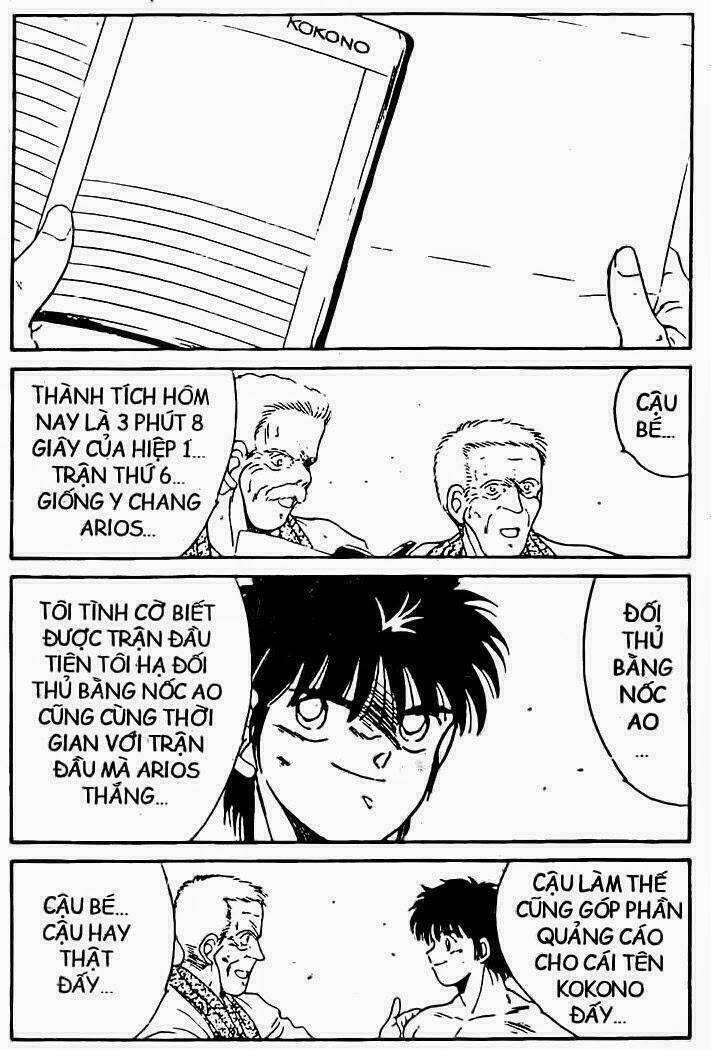 KOKONO
CẬU
BÉ...
THÀNH TÍCH HÔM
NAY LÀ 3 PHÚT 8
GIÂY CỦA HIỆP 1...
TRẬN THỨ 6...
GIỐNG Y CHANG
ARIOS...
ĐỐI
THỦ
BẰNG
NỐC
AO
...
TÔI TÌNH CỜ BIẾT
ĐƯỢC TRẬN ĐẦU
TIÊN TÔI HẠ ĐỐI
THỦ BẰNG NỐC AO
CŨNG CÙNG THỜI
GIAN VỚI TRẬN
ĐẦU MÀ ARIOS
THẮNG...
CẬU LÀM THẾ
CŨNG GÓP PHẦN
QUẢNG CÁO
CHO CÁI TÊN
KOKONO
ĐẤY...
CẬU BÉ...
CẬU HAY
THẬT
ĐẤY...